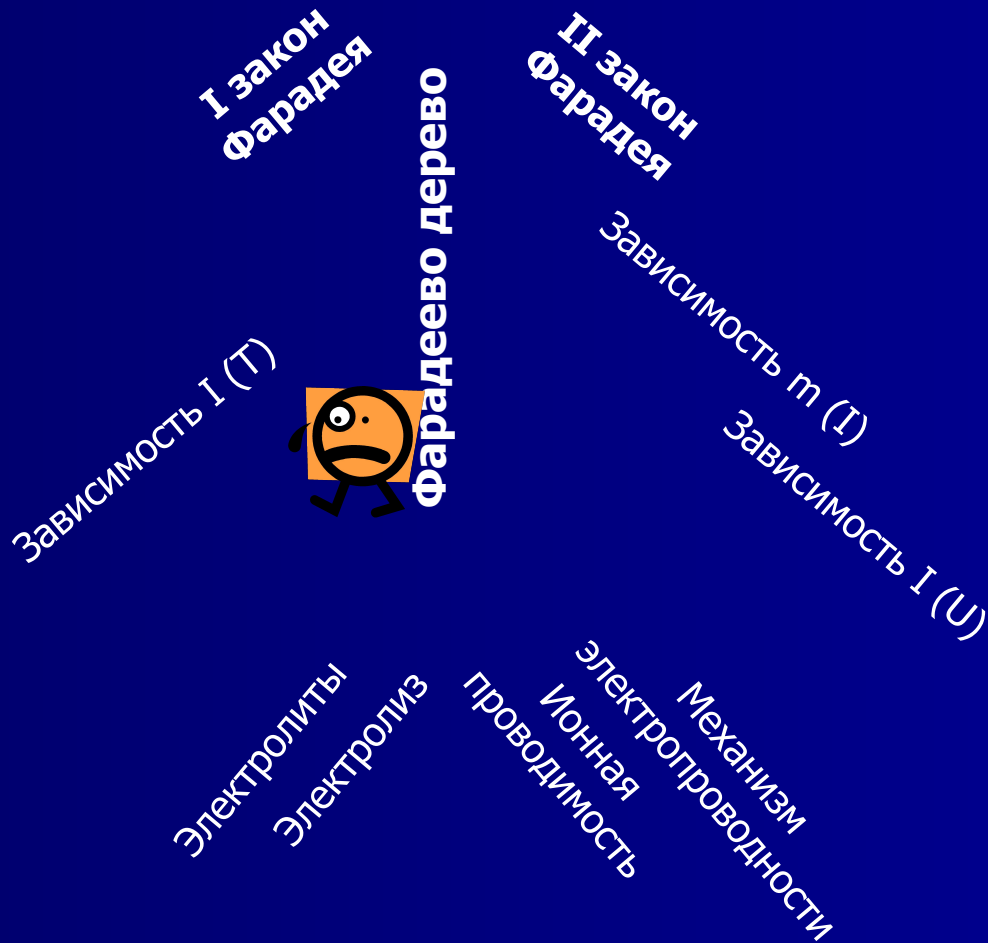 I закон
Фарадея
II закон
Фарадея
Фарадеево дерево
Зависимость m (I)
Зависимость I (T)
Зависимость I (U)
Электролиты
Электролиз
Ионная
проводимость
Механизм
электропроводности